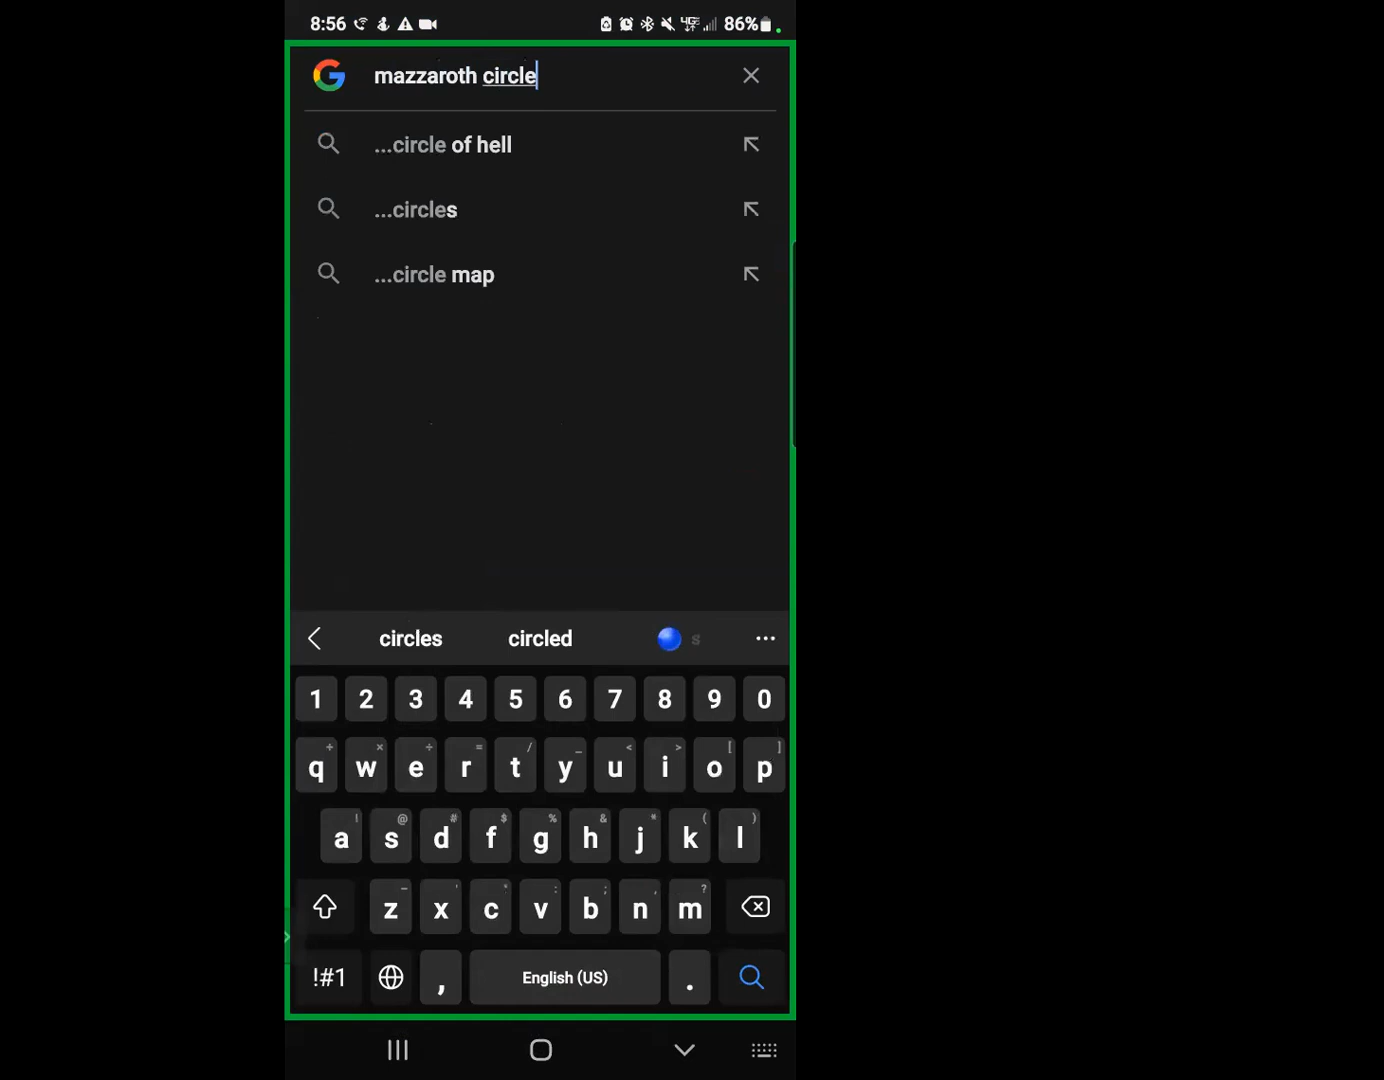 8:56 86%
mazzaroth circle
...circle of hell
...circles
...circle map
circles circled s
1 2 3 4 5 6 7 8 9 0
+ × ÷ = / _ < > [ ]
q w e r t y u i o p
! @ # $ % & * ( )
a s d f g h j k l
- ' " : ; , ?
z x c v b n m
!#1 , English (US) .